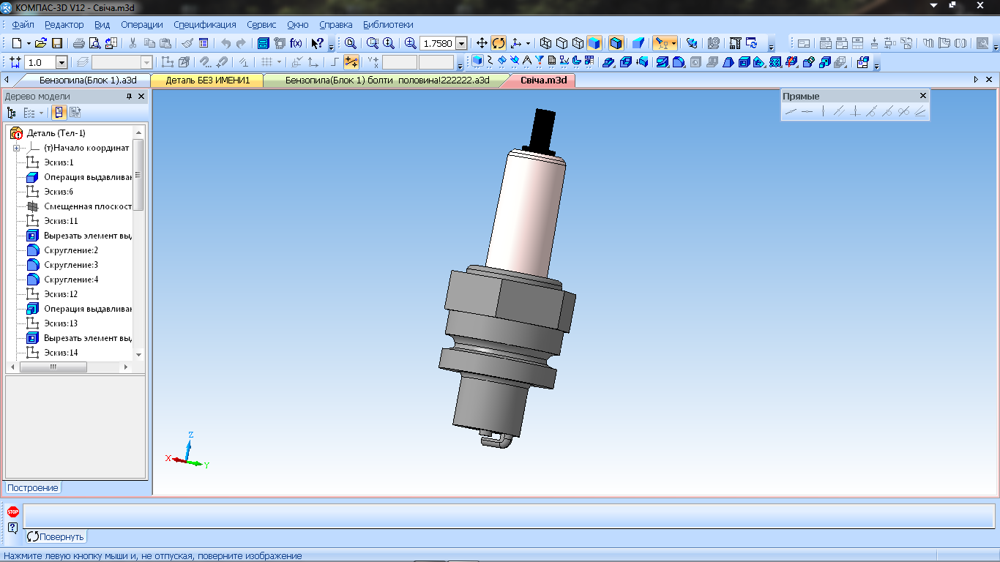 КОМПАС-3D V12 - Свіча.m3d
Файл Редактор Вид Операции Спецификация Сервис Окно Справка Библиотеки
f(x) 1.7580
1.0
Бензопила(Блок 1).a3d Деталь БЕЗ ИМЕНИ1 Бензопила(Блок 1) болти половина!222222.a3d Свіча.m3d
Дерево модели
Прямые
Деталь (Тел-1)
(т)Начало координат
Эскиз:1
Операция выдавливан
Эскиз:6
Смещенная плоскост
Эскиз:11
Вырезать элемент выд
Скругление:2
Скругление:3
Скругление:4
Эскиз:12
Операция выдавливан
Эскиз:13
Вырезать элемент выд
Эскиз:14
Z
X
Y
Построение
STOP
Повернуть
Нажмите левую кнопку мыши и, не отпуская, поверните изображение